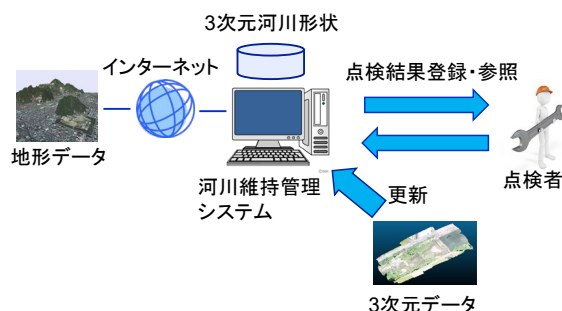 3次元河川形状
インターネット
点検結果登録・参照
地形データ
河川維持管理
システム
更新
点検者
3次元データ